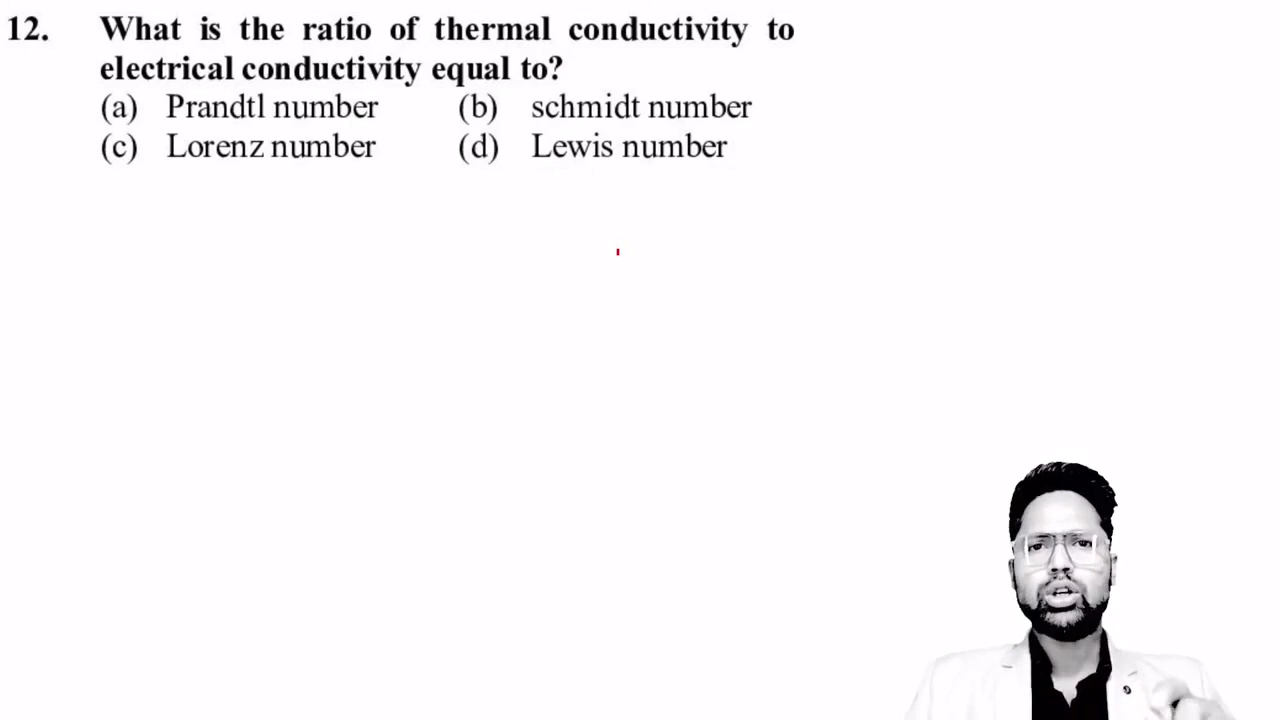 12. What is the ratio of thermal conductivity to
electrical conductivity equal to?
(a) Prandtl number (b) schmidt number
(c) Lorenz number (d) Lewis number